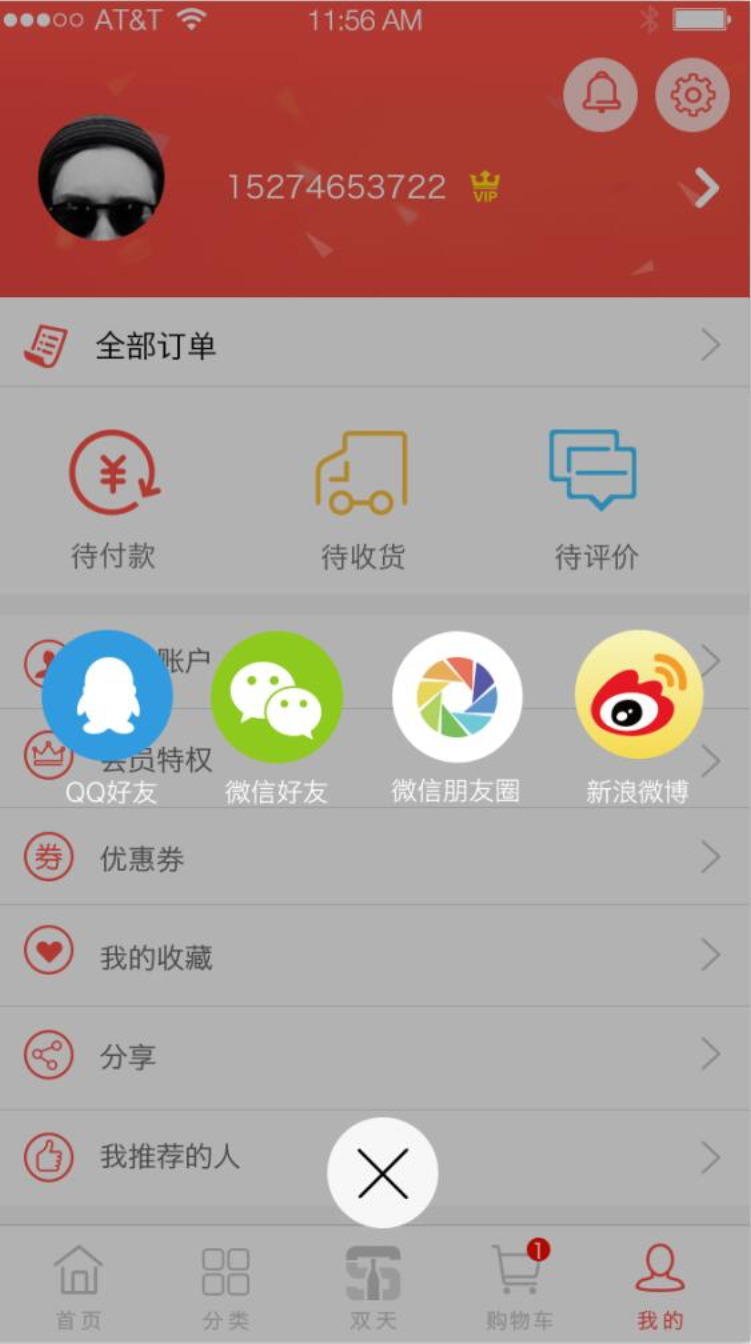 AT&T 11:56 AM
15274653722 VIP
全部订单
待付款 待收货 待评价
账户
会员特权
QQ好友 微信好友 微信朋友圈 新浪微博
券 优惠券
我的收藏
分享
我推荐的人
1
首页 分类 双天 购物车 我的